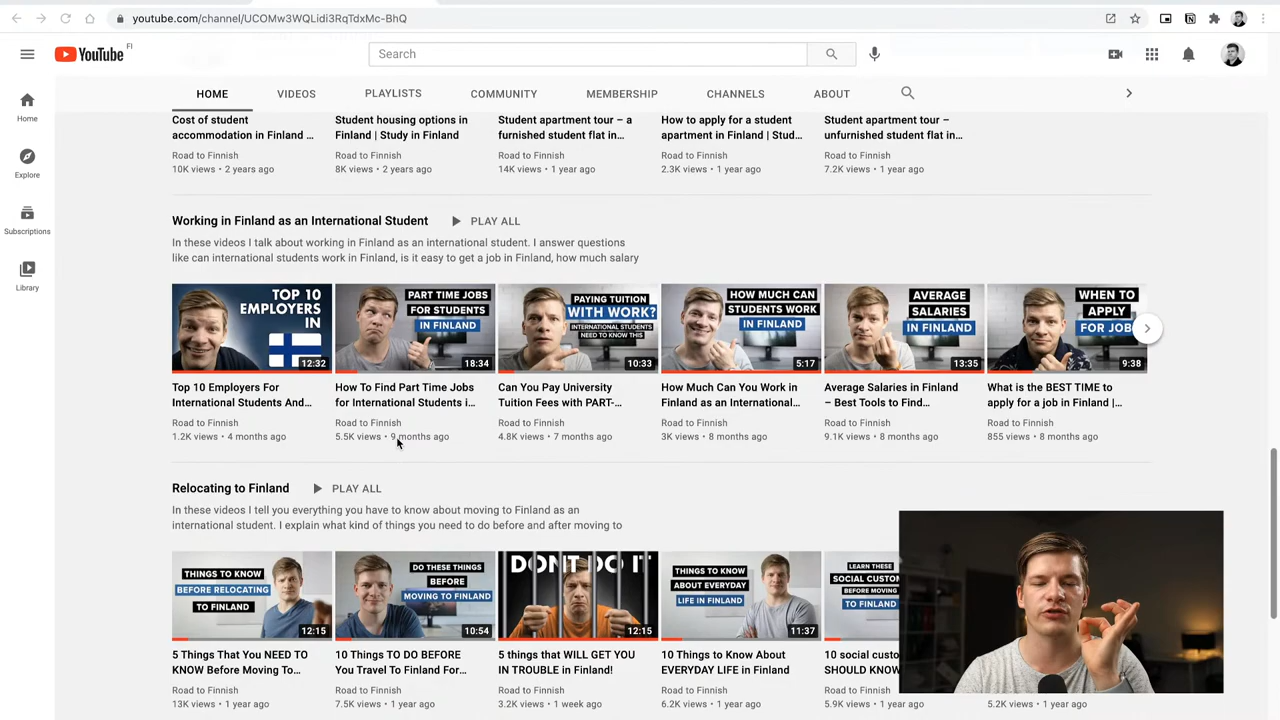 youtube.com/channel/UCOMw3WQLidi3RqTdxMc-BhQ
YouTube FI
Search
HOME VIDEOS PLAYLISTS COMMUNITY MEMBERSHIP CHANNELS ABOUT
Home
Explore
Subscriptions
Library
Cost of student
accommodation in Finland ...
Road to Finnish
10K views • 2 years ago
Student housing options in
Finland | Study in Finland
Road to Finnish
8K views • 2 years ago
Student apartment tour – a
furnished student flat in...
Road to Finnish
14K views • 1 year ago
How to apply for a student
apartment in Finland | Stud...
Road to Finnish
2.3K views • 1 year ago
Student apartment tour –
unfurnished student flat in...
Road to Finnish
7.2K views • 1 year ago
Working in Finland as an International Student PLAY ALL
In these videos I talk about working in Finland as an international student. I answer questions
like can international students work in Finland, is it easy to get a job in Finland, how much salary
TOP 10
EMPLOYERS
IN
12:32
Top 10 Employers For
International Students And...
Road to Finnish
1.2K views • 4 months ago
PART TIME JOBS
FOR STUDENTS
IN FINLAND
18:34
How To Find Part Time Jobs
for International Students i...
Road to Finnish
5.5K views • 9 months ago
PAYING TUITION
WITH WORK?
INTERNATIONAL STUDENTS
NEED TO KNOW THIS
10:33
Can You Pay University
Tuition Fees with PART-...
Road to Finnish
4.8K views • 7 months ago
HOW MUCH CAN
STUDENTS WORK
IN FINLAND
5:17
How Much Can You Work in
Finland as an International...
Road to Finnish
3K views • 8 months ago
AVERAGE
SALARIES
IN FINLAND
13:35
Average Salaries in Finland
– Best Tools to Find...
Road to Finnish
9.1K views • 8 months ago
WHEN TO
APPLY
FOR JOB
9:38
What is the BEST TIME to
apply for a job in Finland |...
Road to Finnish
855 views • 8 months ago
Relocating to Finland PLAY ALL
In these videos I tell you everything you have to know about moving to Finland as an
international student. I explain what kind of things you need to do before and after moving to
THINGS TO KNOW
BEFORE RELOCATING
TO FINLAND
12:15
5 Things That You NEED TO
KNOW Before Moving To...
Road to Finnish
13K views • 1 year ago
DO THESE THINGS
BEFORE
MOVING TO FINLAND
10:54
10 Things TO DO BEFORE
You Travel To Finland For...
Road to Finnish
7.5K views • 1 year ago
DONT DO IT
12:15
5 things that WILL GET YOU
IN TROUBLE in Finland!
Road to Finnish
3.2K views • 1 week ago
THINGS TO KNOW
ABOUT EVERYDAY
LIFE IN FINLAND
11:37
10 Things to Know About
EVERYDAY LIFE in Finland
Road to Finnish
6.2K views • 1 year ago
LEARN THESE
SOCIAL CUSTOM
BEFORE MOVING
TO FINLAND
10 social custo
SHOULD KNOW
Road to Finnish
5.9K views • 1 year ago
5.2K views • 1 year ago